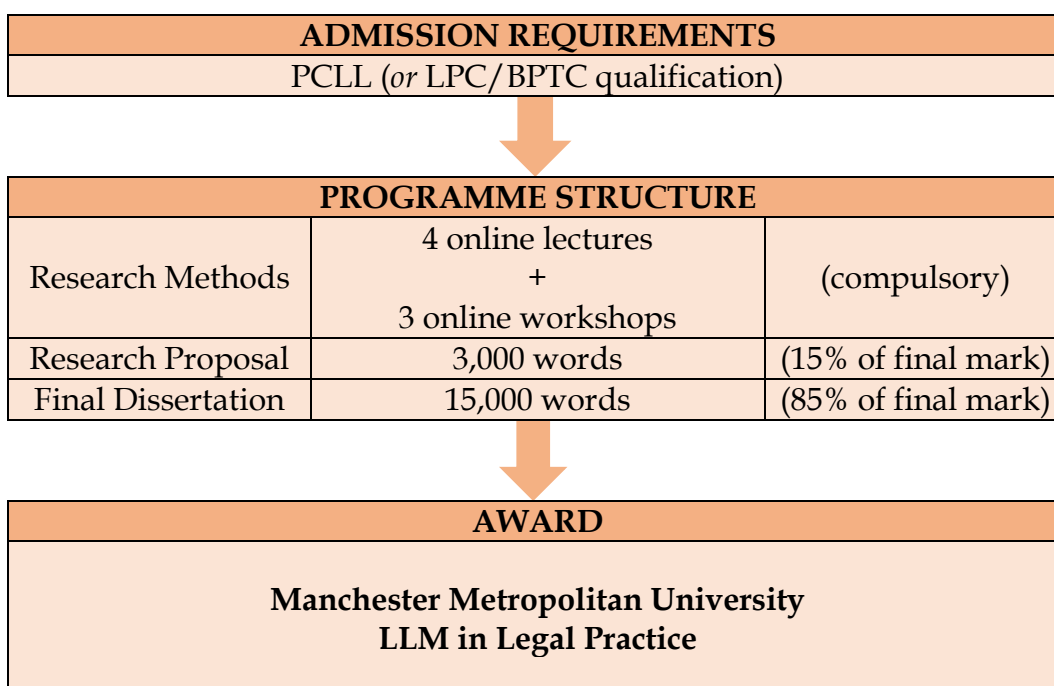 ADMISSION REQUIREMENTS
PCLL (or LPC/BPTC qualification)
PROGRAMME STRUCTURE
Research Methods
4 online lectures
+
3 online workshops
(compulsory)
Research Proposal
3,000 words
(15% of final mark)
Final Dissertation
15,000 words
(85% of final mark)
AWARD
Manchester Metropolitan University
LLM in Legal Practice